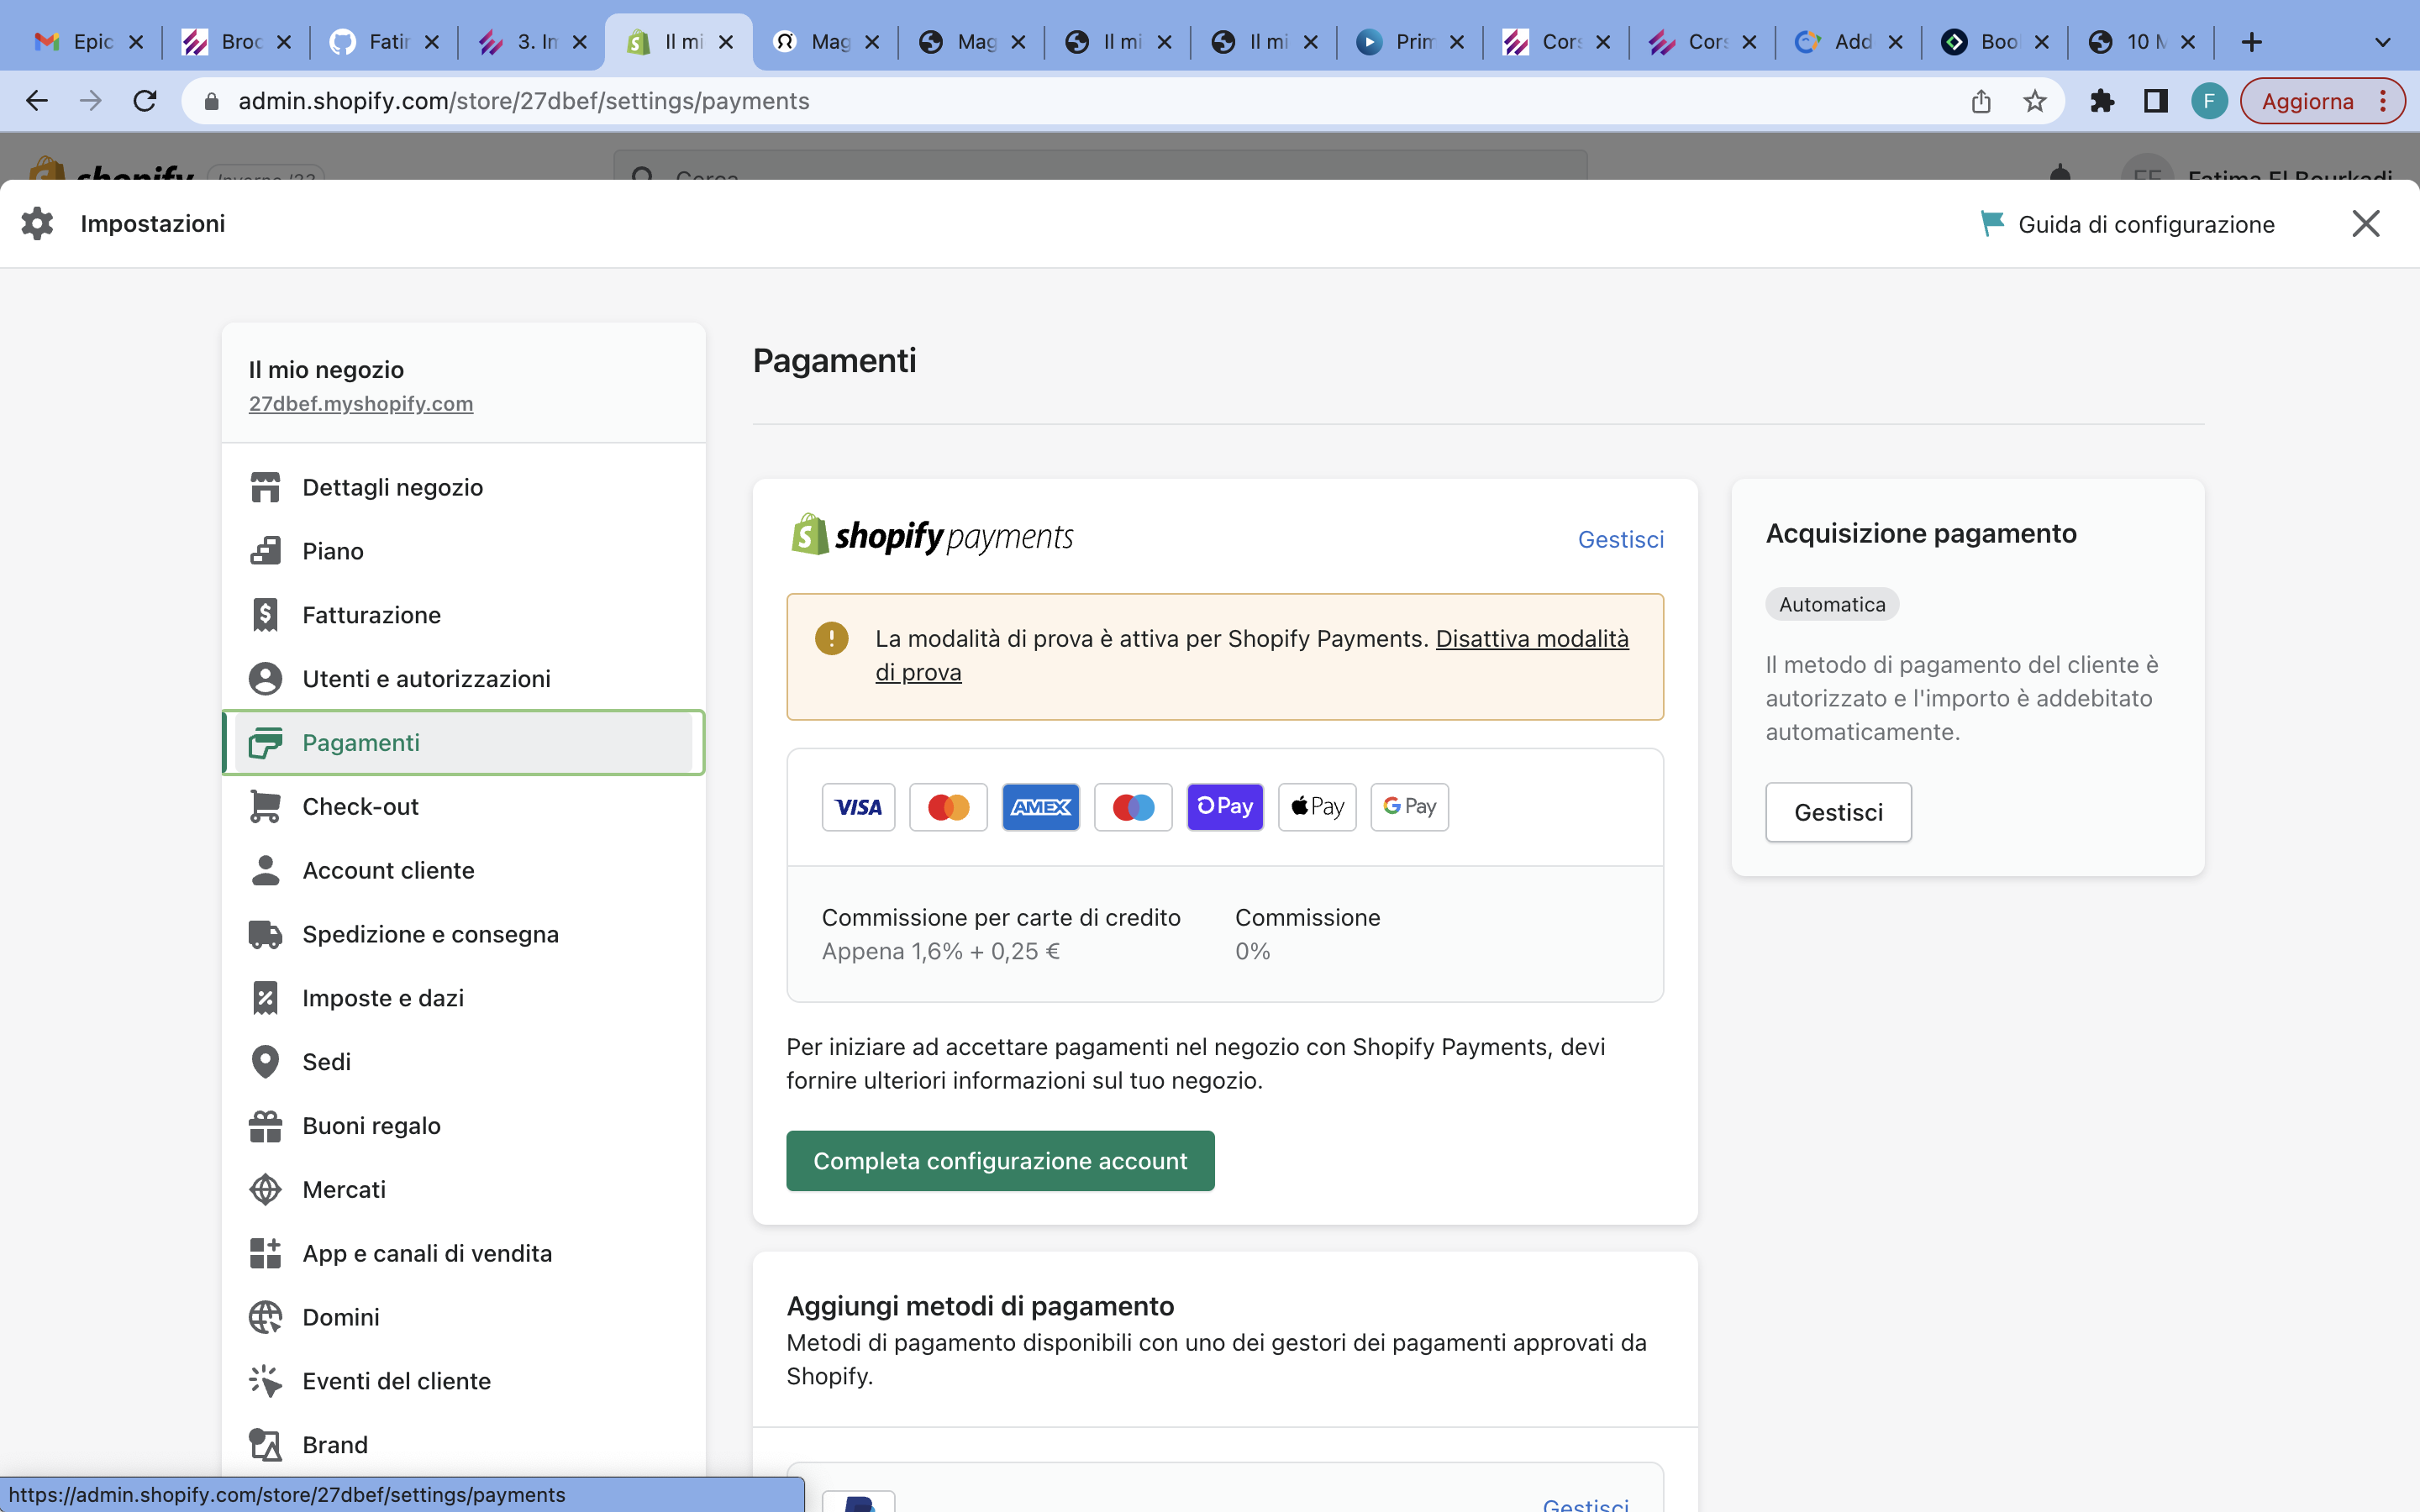 Epic
Broc
Fatir
3. In
Il mi
Mag
Mag
Il mi
Il mi
Prim
Cors
Cors
Add
Boo
10 M
admin.shopify.com/store/27dbef/settings/payments
F
Aggiorna
shopify
Inverno '23
Cerca
Fatima El Bourkadi
Impostazioni
Guida di configurazione
Il mio negozio
27dbef.myshopify.com
Dettagli negozio
Piano
Fatturazione
Utenti e autorizzazioni
Pagamenti
Check-out
Account cliente
Spedizione e consegna
Imposte e dazi
Sedi
Buoni regalo
Mercati
App e canali di vendita
Domini
Eventi del cliente
Brand
Pagamenti
shopify payments
Gestisci
La modalità di prova è attiva per Shopify Payments. Disattiva modalità
di prova
VISA
AMEX
Pay
Pay
G Pay
Commissione per carte di credito
Appena 1,6% + 0,25 €
Commissione
0%
Per iniziare ad accettare pagamenti nel negozio con Shopify Payments, devi
fornire ulteriori informazioni sul tuo negozio.
Completa configurazione account
Aggiungi metodi di pagamento
Metodi di pagamento disponibili con uno dei gestori dei pagamenti approvati da
Shopify.
Gestisci
Acquisizione pagamento
Automatica
Il metodo di pagamento del cliente è
autorizzato e l'importo è addebitato
automaticamente.
Gestisci
https://admin.shopify.com/store/27dbef/settings/payments